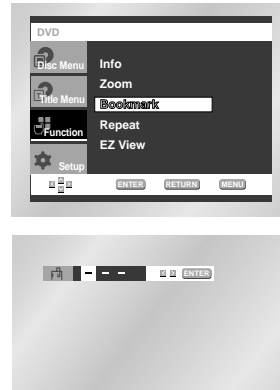 DVD
Disc Menu
Info
Zoom
Title Menu
Bookmark
Function
Repeat
EZ View
Setup
ENTER RETURN MENU
- - - ENTER